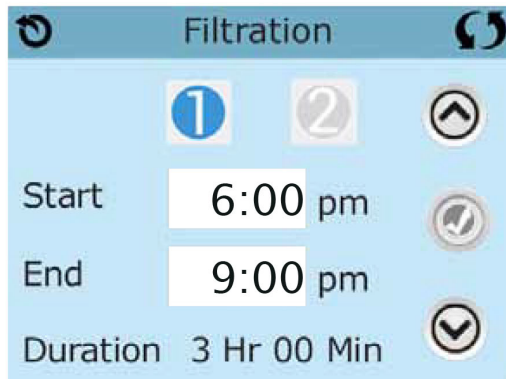 Filtration
1 2
Start 6:00 pm
End 9:00 pm
Duration 3 Hr 00 Min